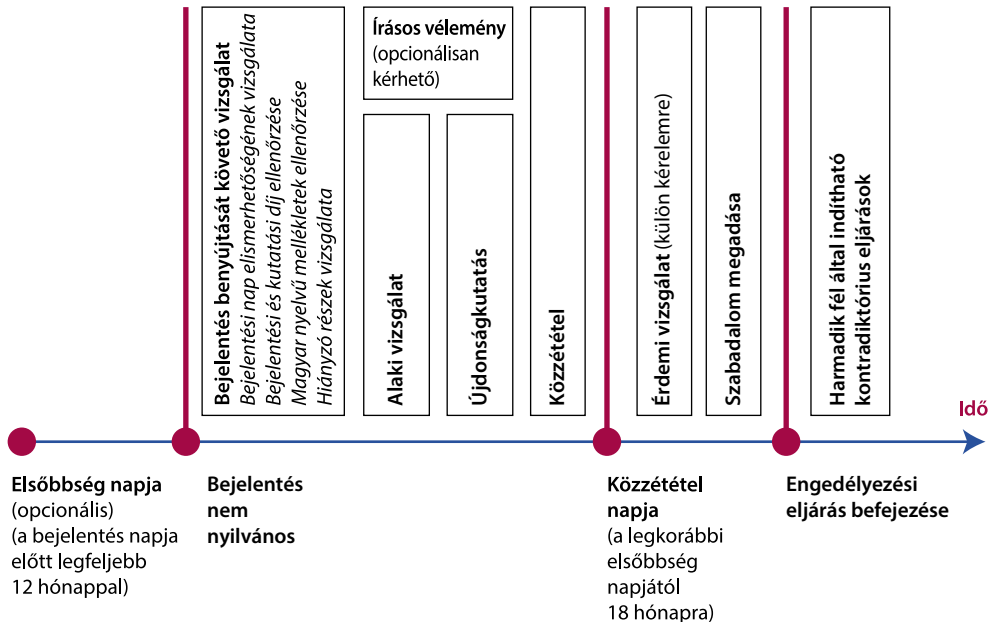 Bejelentés benyújtását követő vizsgálat
Bejelentési nap elismerhetőségének vizsgálata
Bejelentési és kutatási díj ellenőrzése
Magyar nyelvű mellékletek ellenőrzése
Hiányzó részek vizsgálata
Írásos vélemény
(opcionálisan
kérhető)
Alaki vizsgálat
Újdonságkutatás
Közzététel
Érdemi vizsgálat (külön kérelemre)
Szabadalom megadása
Harmadik fél által indítható
kontradiktórius eljárások
Idő
Elsőbbség napja
(opcionális)
(a bejelentés napja
előtt legfeljebb
12 hónappal)
Bejelentés
nem
nyilvános
Közzététel
napja
(a legkorábbi
elsőbbség
napjától
18 hónapra)
Engedélyezési
eljárás befejezése